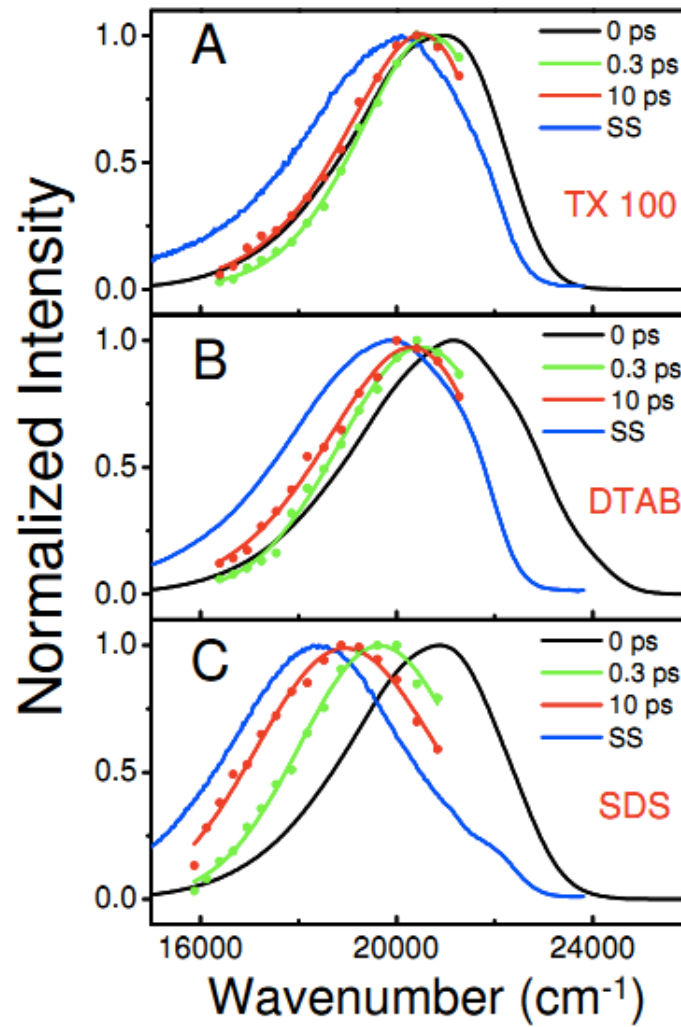 Normalized Intensity
A
1.0
0.5
0.0
0 ps
0.3 ps
10 ps
SS
TX 100
B
1.0
0.5
0.0
0 ps
0.3 ps
10 ps
SS
DTAB
C
1.0
0.5
0.0
0 ps
0.3 ps
10 ps
SS
SDS
16000 20000 24000
Wavenumber (cm⁻¹)